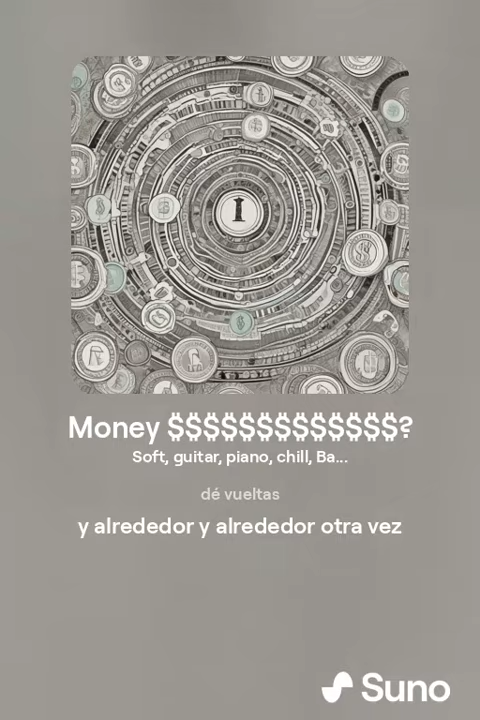 Money $$$$$$$$$$$$$?
Soft, guitar, piano, chill, Ba...
dé vueltas
y alrededor y alrededor otra vez
Suno